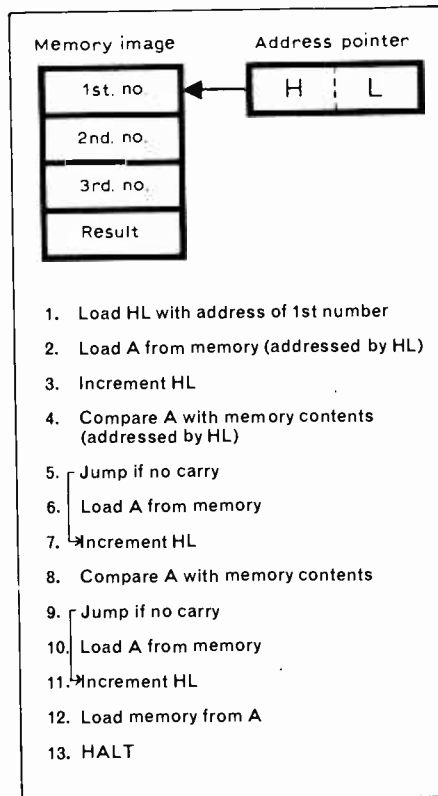 Memory image
Address pointer
1st. no.
H L
2nd. no.
3rd. no.
Result
1. Load HL with address of 1st number
2. Load A from memory (addressed by HL)
3. Increment HL
4. Compare A with memory contents
(addressed by HL)
5. Jump if no carry
6. Load A from memory
7. Increment HL
8. Compare A with memory contents
9. Jump if no carry
10. Load A from memory
11. Increment HL
12. Load memory from A
13. HALT